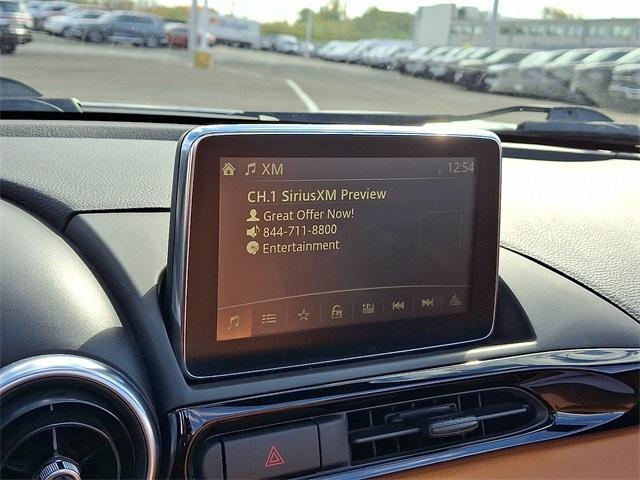 XM 12:54
CH.1 SiriusXM Preview
Great Offer Now!
844-711-8800
Entertainment